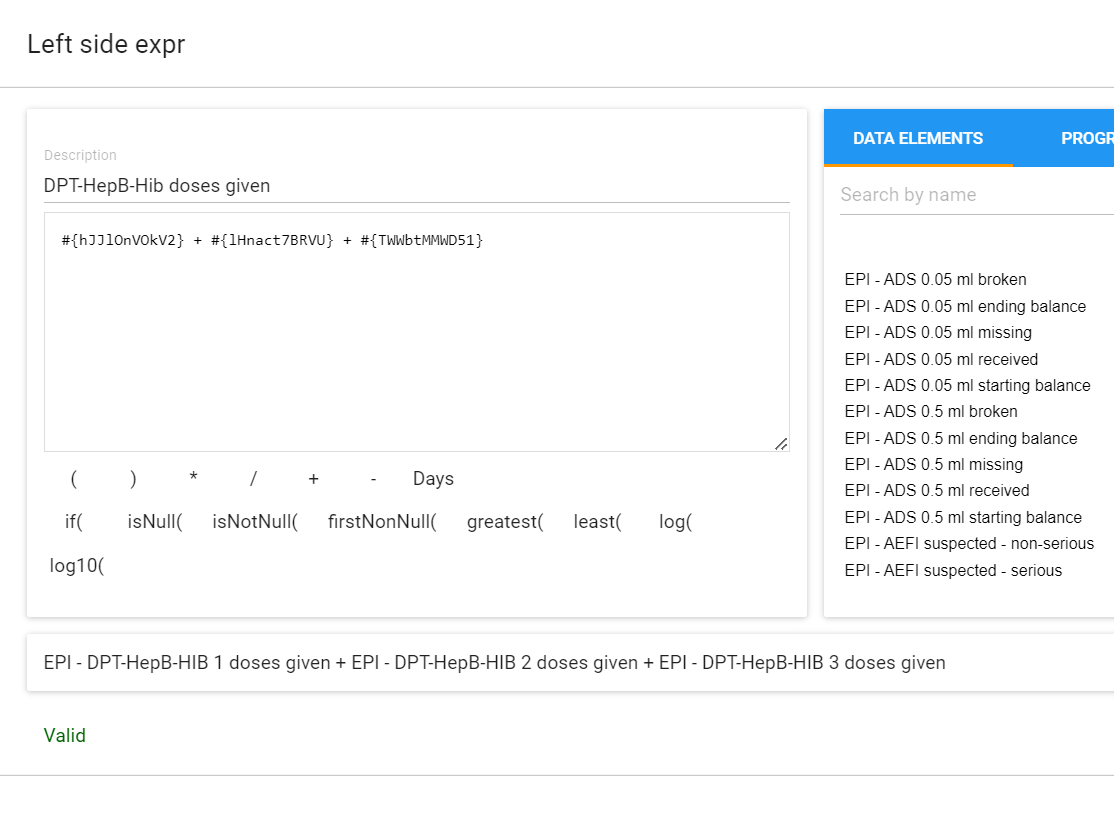 Left side expr
DATA ELEMENTS PROGR
Description
DPT-HepB-Hib doses given
Search by name
#{hJJlOnVOkV2} + #{lHnact7BRVU} + #{TWWbtMMWD51}
EPI - ADS 0.05 ml broken
EPI - ADS 0.05 ml ending balance
EPI - ADS 0.05 ml missing
EPI - ADS 0.05 ml received
EPI - ADS 0.05 ml starting balance
EPI - ADS 0.5 ml broken
EPI - ADS 0.5 ml ending balance
EPI - ADS 0.5 ml missing
EPI - ADS 0.5 ml received
EPI - ADS 0.5 ml starting balance
EPI - AEFI suspected - non-serious
EPI - AEFI suspected - serious
( ) * / + - Days
if( isNull( isNotNull( firstNonNull( greatest( least( log(
log10(
EPI - DPT-HepB-HIB 1 doses given + EPI - DPT-HepB-HIB 2 doses given + EPI - DPT-HepB-HIB 3 doses given
Valid